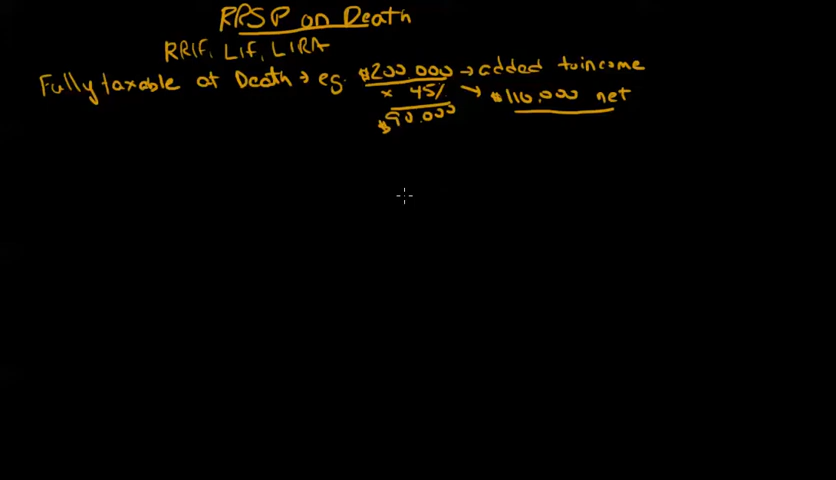 RRSP on Death
RRIF, LIF, LIRA
Fully taxable at Death → eg. $200.000 → added to income
x 45% → $110.000 net
$90.000